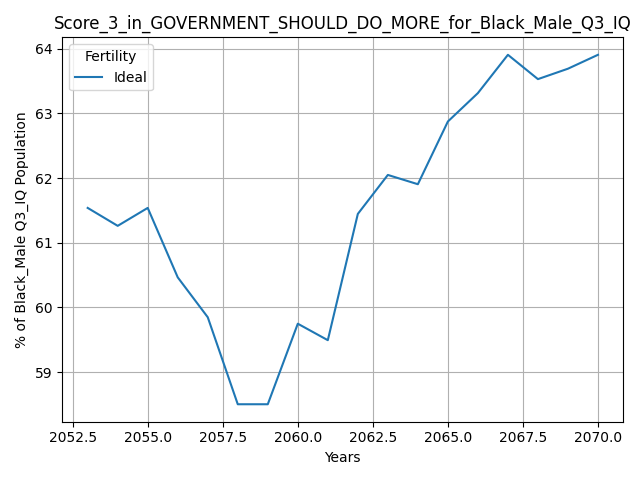 Score_3_in_GOVERNMENT_SHOULD_DO_MORE_for_Black_Male_Q3_IQ
Fertility
Ideal
% of Black_Male Q3_IQ Population
64
63
62
61
60
59
2052.5 2055.0 2057.5 2060.0 2062.5 2065.0 2067.5 2070.0
Years